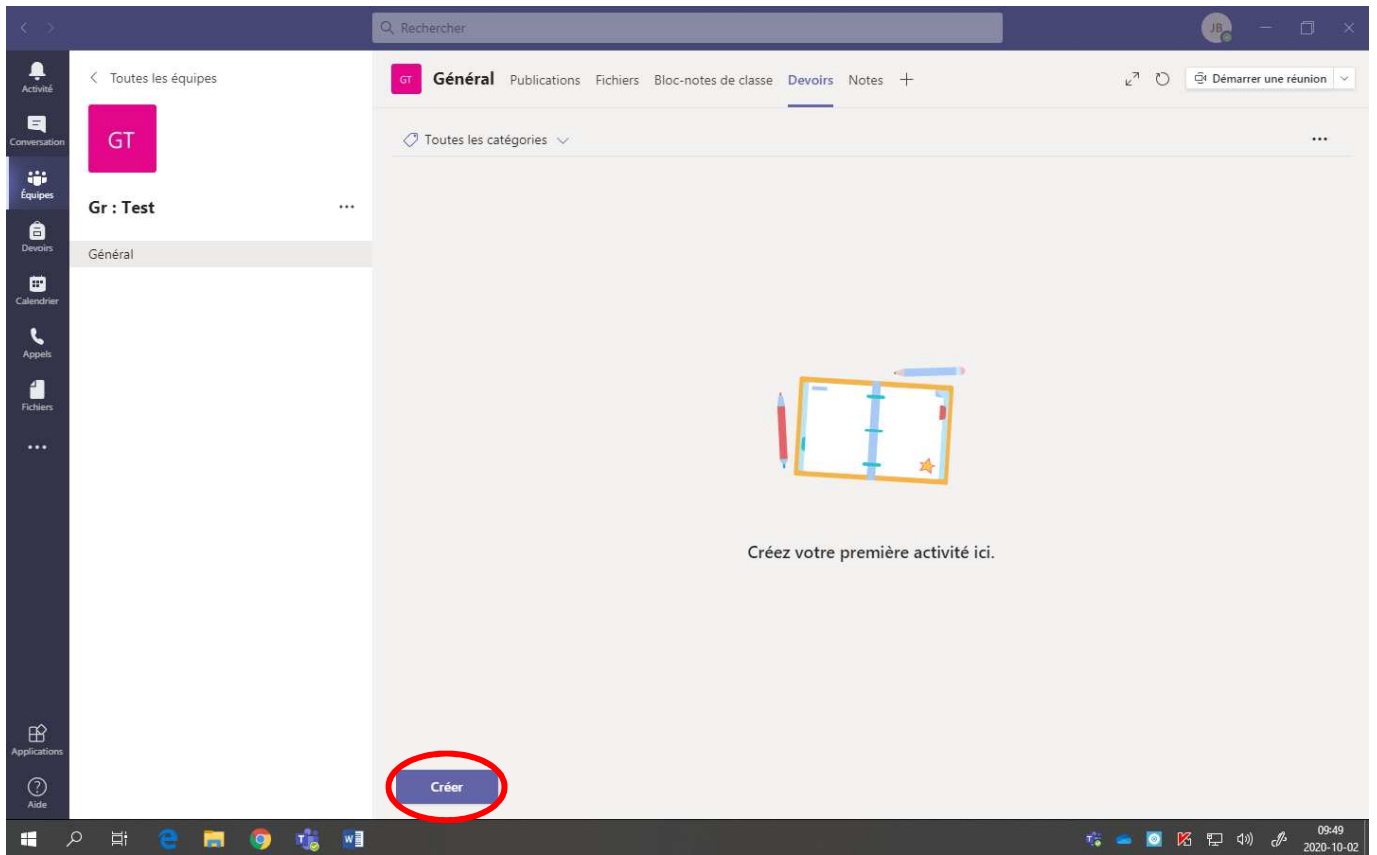 Rechercher
JB
Activité
Conversation
Équipes
Devoirs
Calendrier
Appels
Fichiers
Applications
Aide
Toutes les équipes
GT
Gr : Test
Général
GT Général Publications Fichiers Bloc-notes de classe Devoirs Notes
Démarrer une réunion
Toutes les catégories
Créez votre première activité ici.
Créer
09:49
2020-10-02